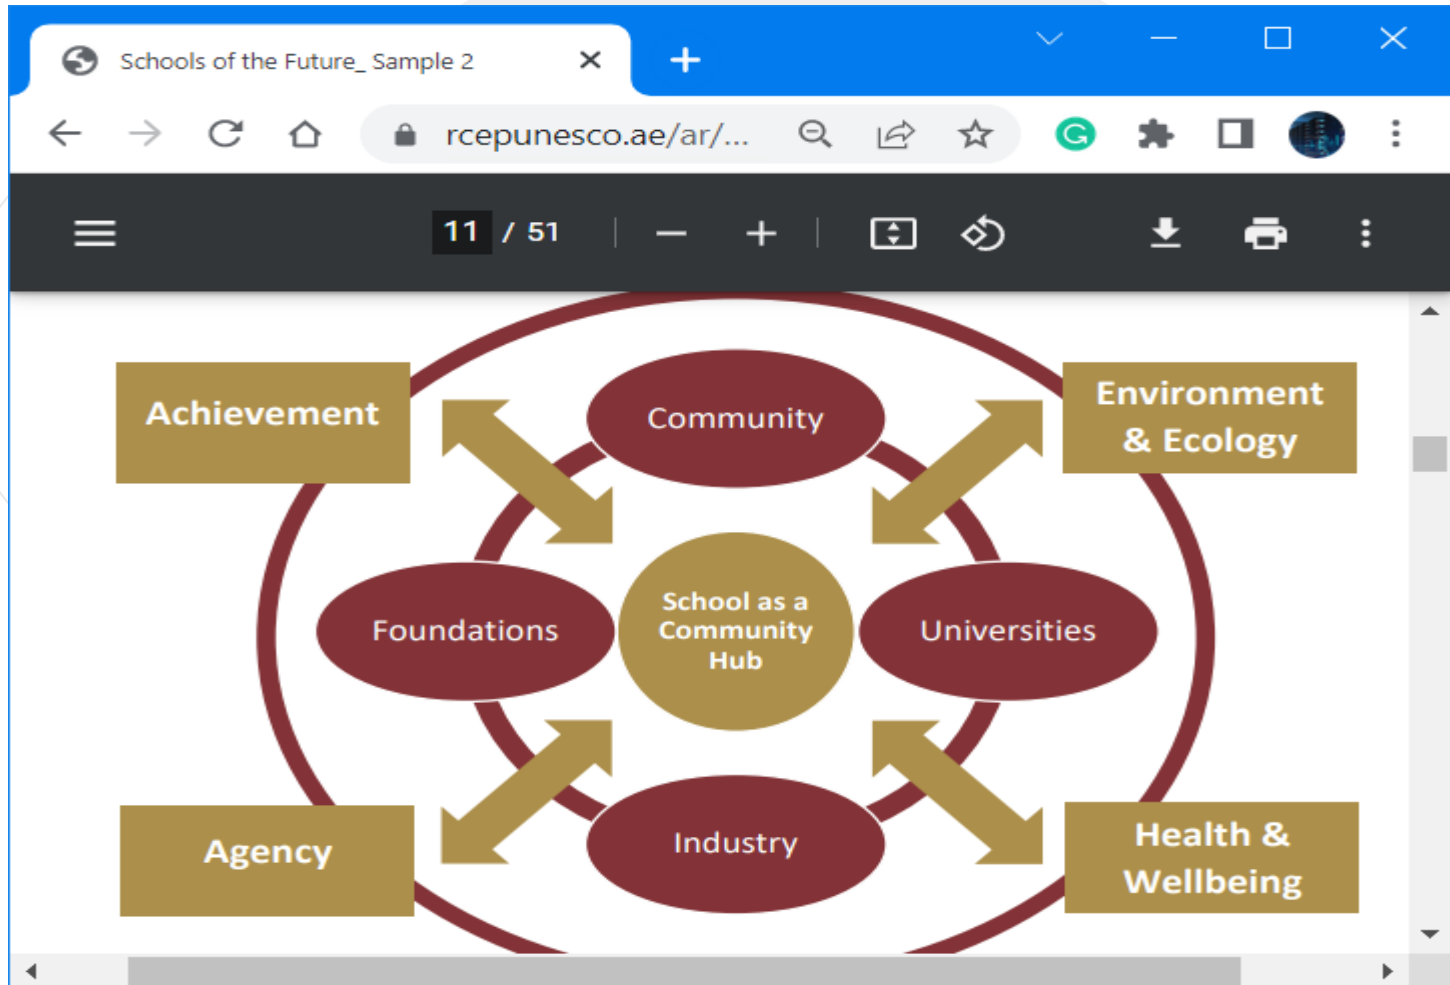 Schools of the Future_ Sample 2
rcepunesco.ae/ar/...
11 / 51
Achievement
Community
Environment
& Ecology
Foundations
School as a
Community
Hub
Universities
Agency
Industry
Health &
Wellbeing